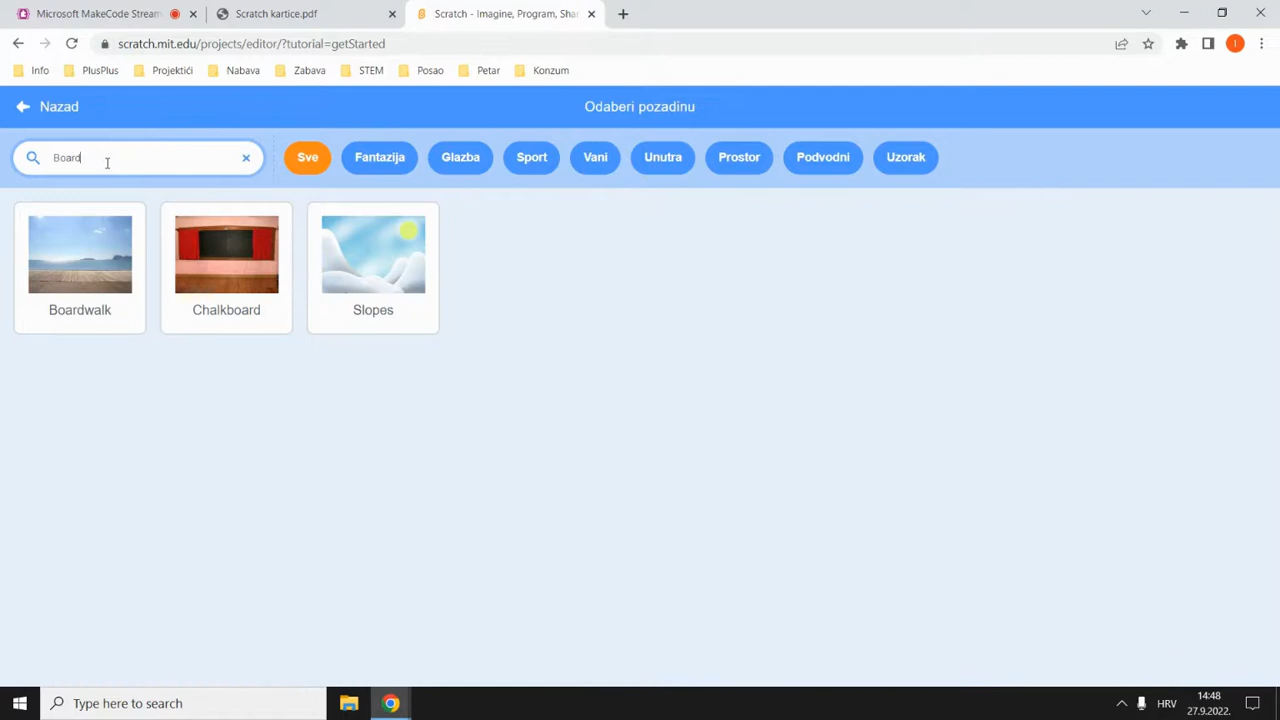 Microsoft MakeCode Stream
Scratch kartice.pdf
Scratch - Imagine, Program, Shar
scratch.mit.edu/projects/editor/?tutorial=getStarted
Info
PlusPlus
Projektići
Nabava
Zabava
STEM
Posao
Petar
Konzum
Nazad
Odaberi pozadinu
Board
Sve
Fantazija
Glazba
Sport
Vani
Unutra
Prostor
Podvodni
Uzorak
Boardwalk
Chalkboard
Slopes
Type here to search
HRV
14:48
27.9.2022.